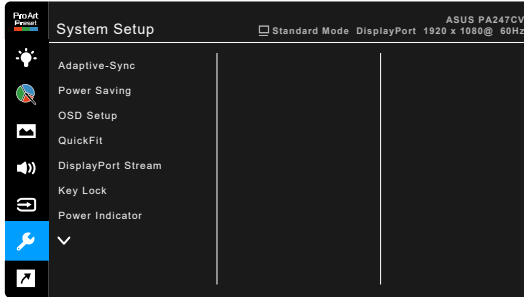 ProArt
Preset
System Setup
ASUS PA247CV
Standard Mode DisplayPort 1920 x 1080@ 60Hz
Adaptive-Sync
Power Saving
OSD Setup
QuickFit
DisplayPort Stream
Key Lock
Power Indicator